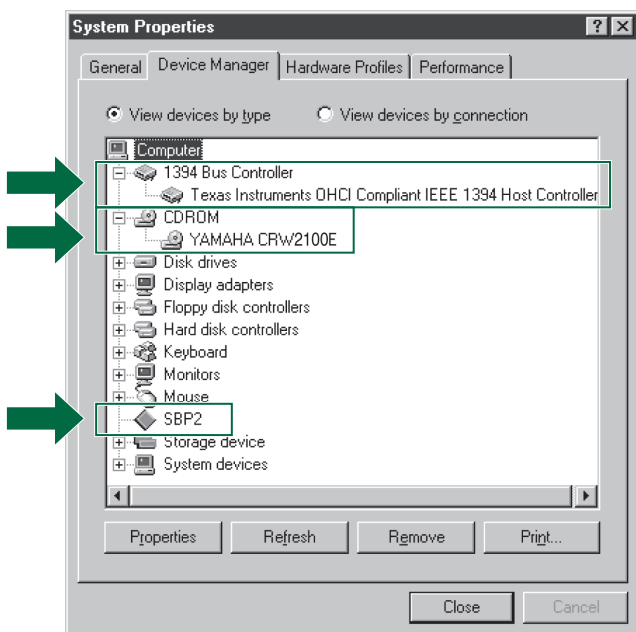 System Properties
General Device Manager Hardware Profiles Performance
View devices by type View devices by connection
Computer
1394 Bus Controller
Texas Instruments OHCI Compliant IEEE 1394 Host Controller
CDROM
YAMAHA CRW2100E
Disk drives
Display adapters
Floppy disk controllers
Hard disk controllers
Keyboard
Monitors
Mouse
SBP2
Storage device
System devices
Properties Refresh Remove Print...
Close Cancel